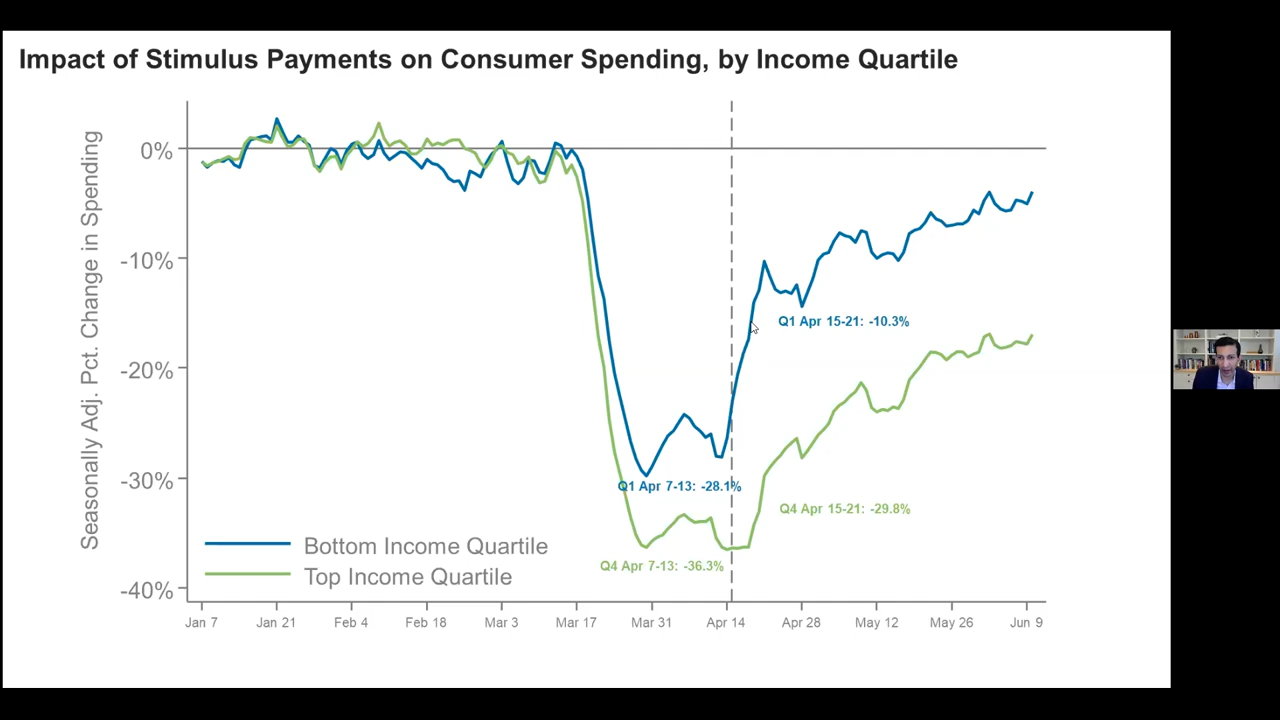 Impact of Stimulus Payments on Consumer Spending, by Income Quartile
Seasonally Adj. Pct. Change in Spending
0%
-10%
-20%
-30%
-40%
Q1 Apr 15-21: -10.3%
Q1 Apr 7-13: -28.1%
Q4 Apr 15-21: -29.8%
Q4 Apr 7-13: -36.3%
Bottom Income Quartile
Top Income Quartile
Jan 7 Jan 21 Feb 4 Feb 18 Mar 3 Mar 17 Mar 31 Apr 14 Apr 28 May 12 May 26 Jun 9